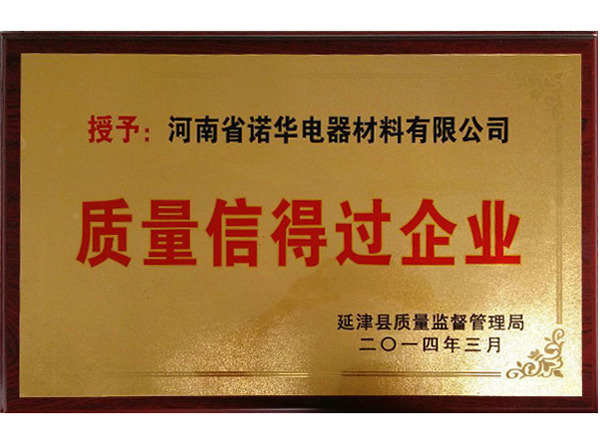 授予：河南省诺华电器材料有限公司
质量信得过企业
延津县质量监督管理局
二〇一四年三月